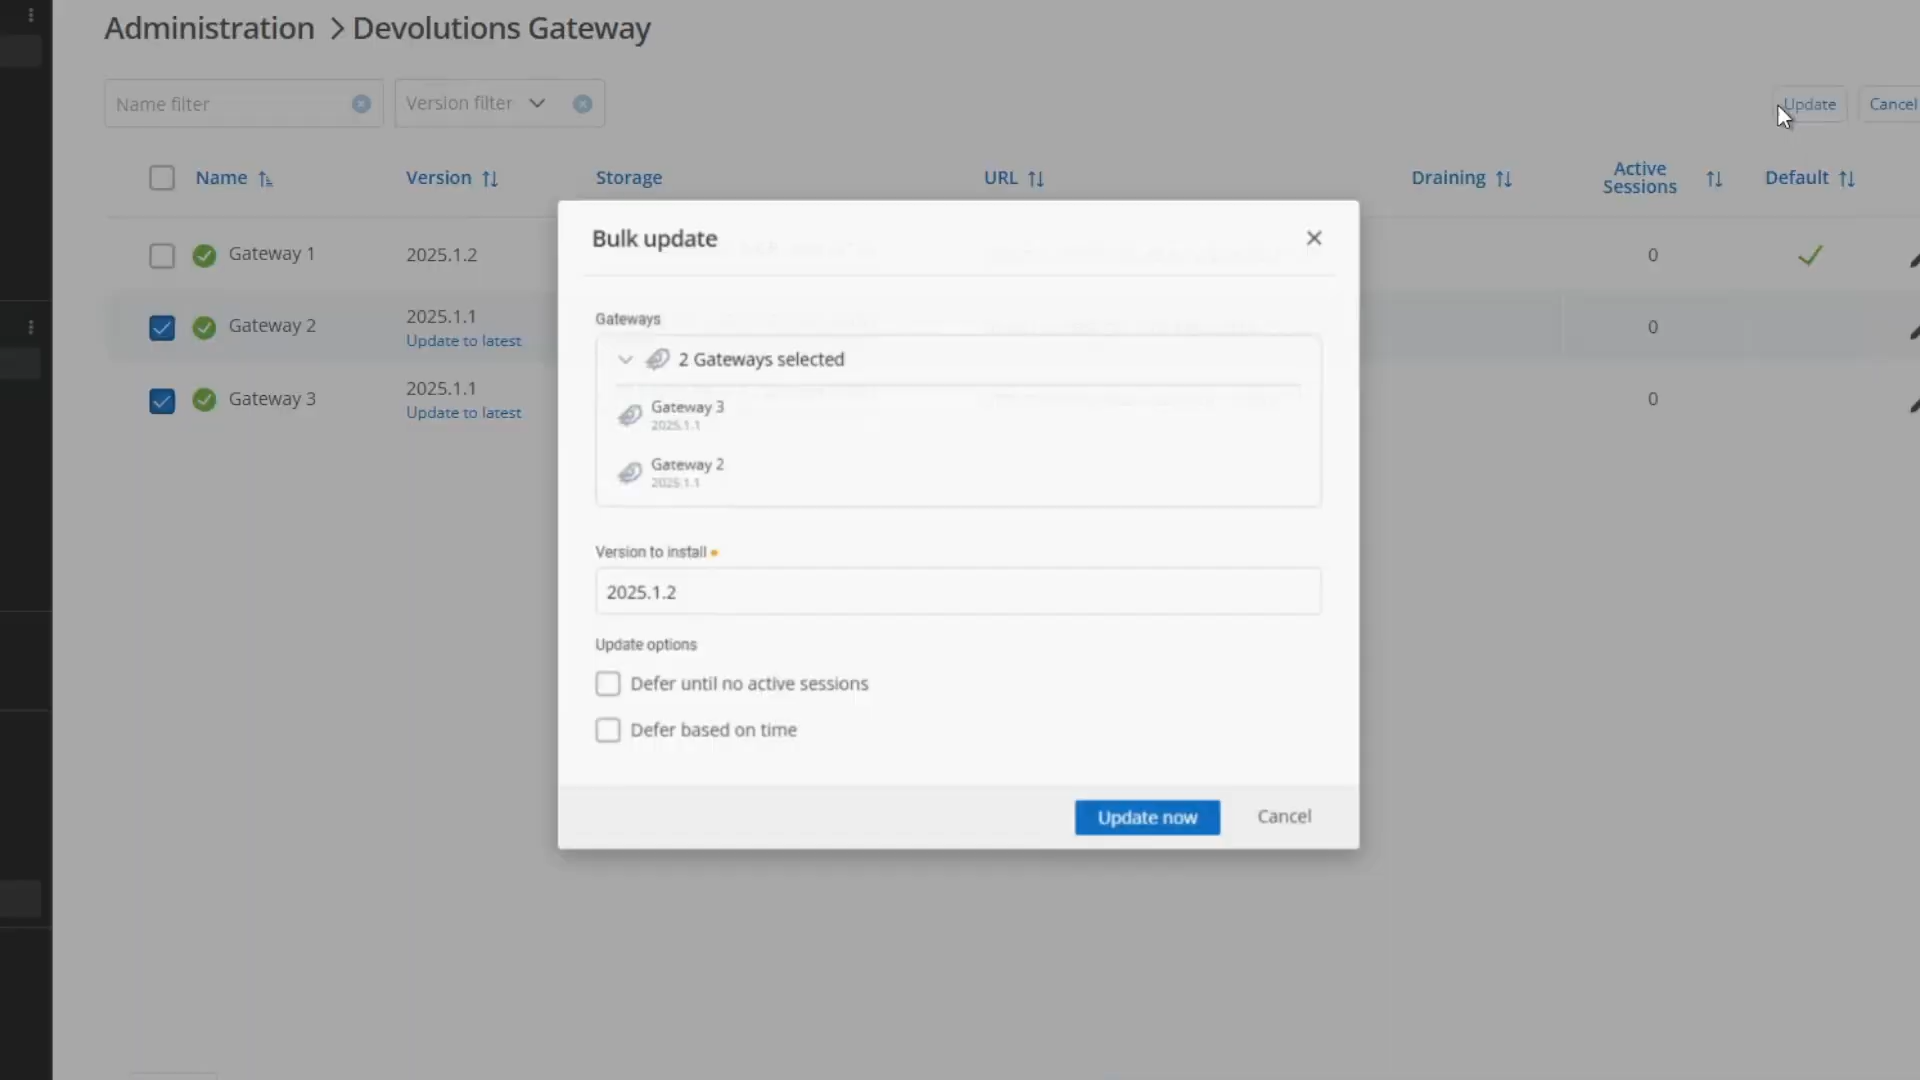 Administration > Devolutions Gateway
Name filter
Version filter
Update
Cancel
Name
Version
Storage
URL
Draining
Active Sessions
Default
Gateway 1
2025.1.2
0
Gateway 2
2025.1.1
Update to latest
0
Gateway 3
2025.1.1
Update to latest
0
Bulk update
Gateways
2 Gateways selected
Gateway 3
2025.1.1
Gateway 2
2025.1.1
Version to install
2025.1.2
Update options
Defer until no active sessions
Defer based on time
Update now
Cancel